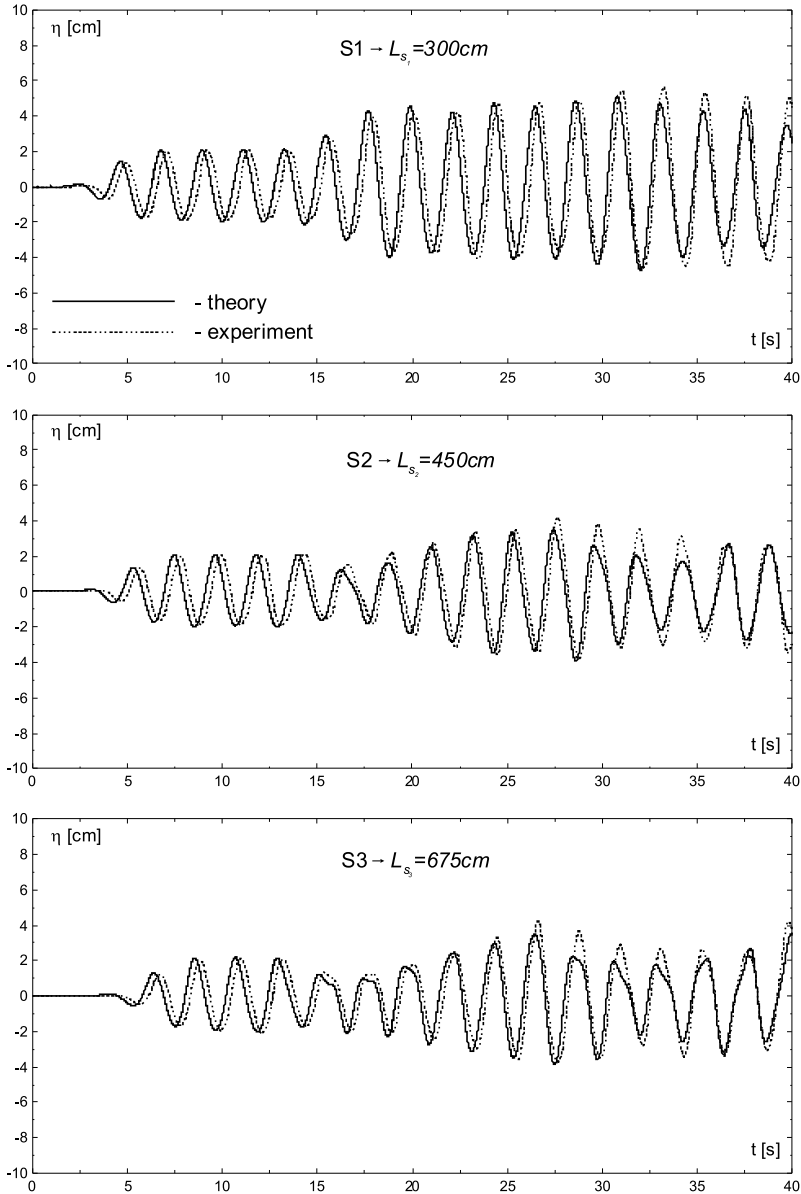 η [cm]
S1 → Ls₁=300cm
- theory
- experiment
t [s]
10
8
6
4
2
0
-2
-4
-6
-8
-10
0 5 10 15 20 25 30 35 40
η [cm]
S2 → Ls₂=450cm
t [s]
10
8
6
4
2
0
-2
-4
-6
-8
-10
0 5 10 15 20 25 30 35 40
η [cm]
S3 → Ls₃=675cm
t [s]
10
8
6
4
2
0
-2
-4
-6
-8
-10
0 5 10 15 20 25 30 35 40